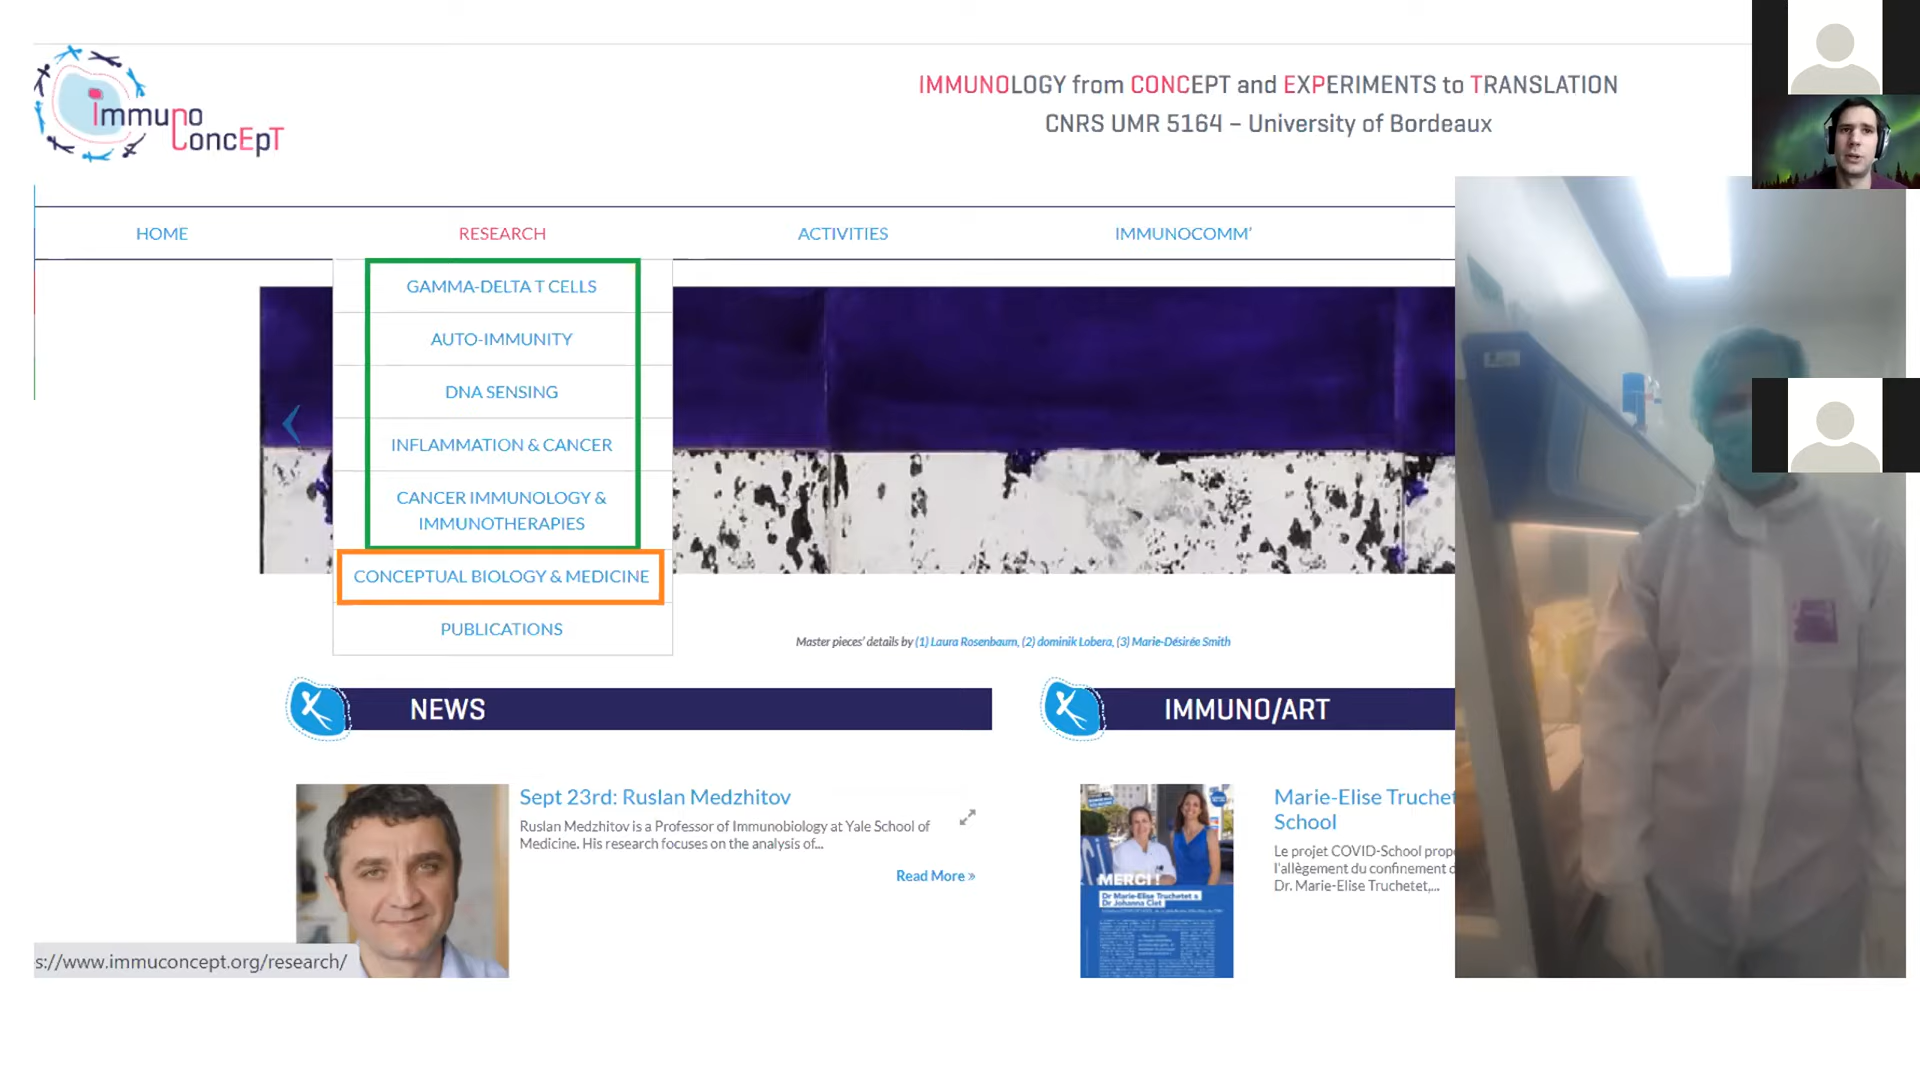 Immuno
ConcEpT
IMMUNOLOGY from CONCEPT and EXPERIMENTS to TRANSLATION
CNRS UMR 5164 – University of Bordeaux
HOME
RESEARCH
ACTIVITIES
IMMUNOCOMM’
GAMMA-DELTA T CELLS
AUTO-IMMUNITY
DNA SENSING
INFLAMMATION & CANCER
CANCER IMMUNOLOGY &
IMMUNOTHERAPIES
CONCEPTUAL BIOLOGY & MEDICINE
PUBLICATIONS
Master pieces’ details by (1) Laura Rosenbaum, (2) dominik Lobera, (3) Marie-Désirée Smith
NEWS
IMMUNO/ART
Sept 23rd: Ruslan Medzhitov
Ruslan Medzhitov is a Professor of Immunobiology at Yale School of
Medicine. His research focuses on the analysis of...
Read More »
MERCI !
Dr Marie-Elise Truchetet &
Dr Johanna Clet
Marie-Elise Truchet
School
Le projet COVID-School prop
l’allègement du confinement
Dr. Marie-Elise Truchetet,...
s://www.immuconcept.org/research/